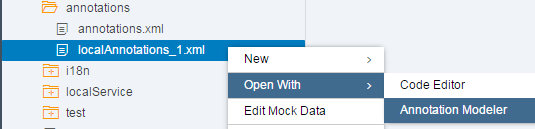 annotations
annotations.xml
localAnnotations_1.xml
i18n
localService
test
New
Open With
Edit Mock Data
Code Editor
Annotation Modeler